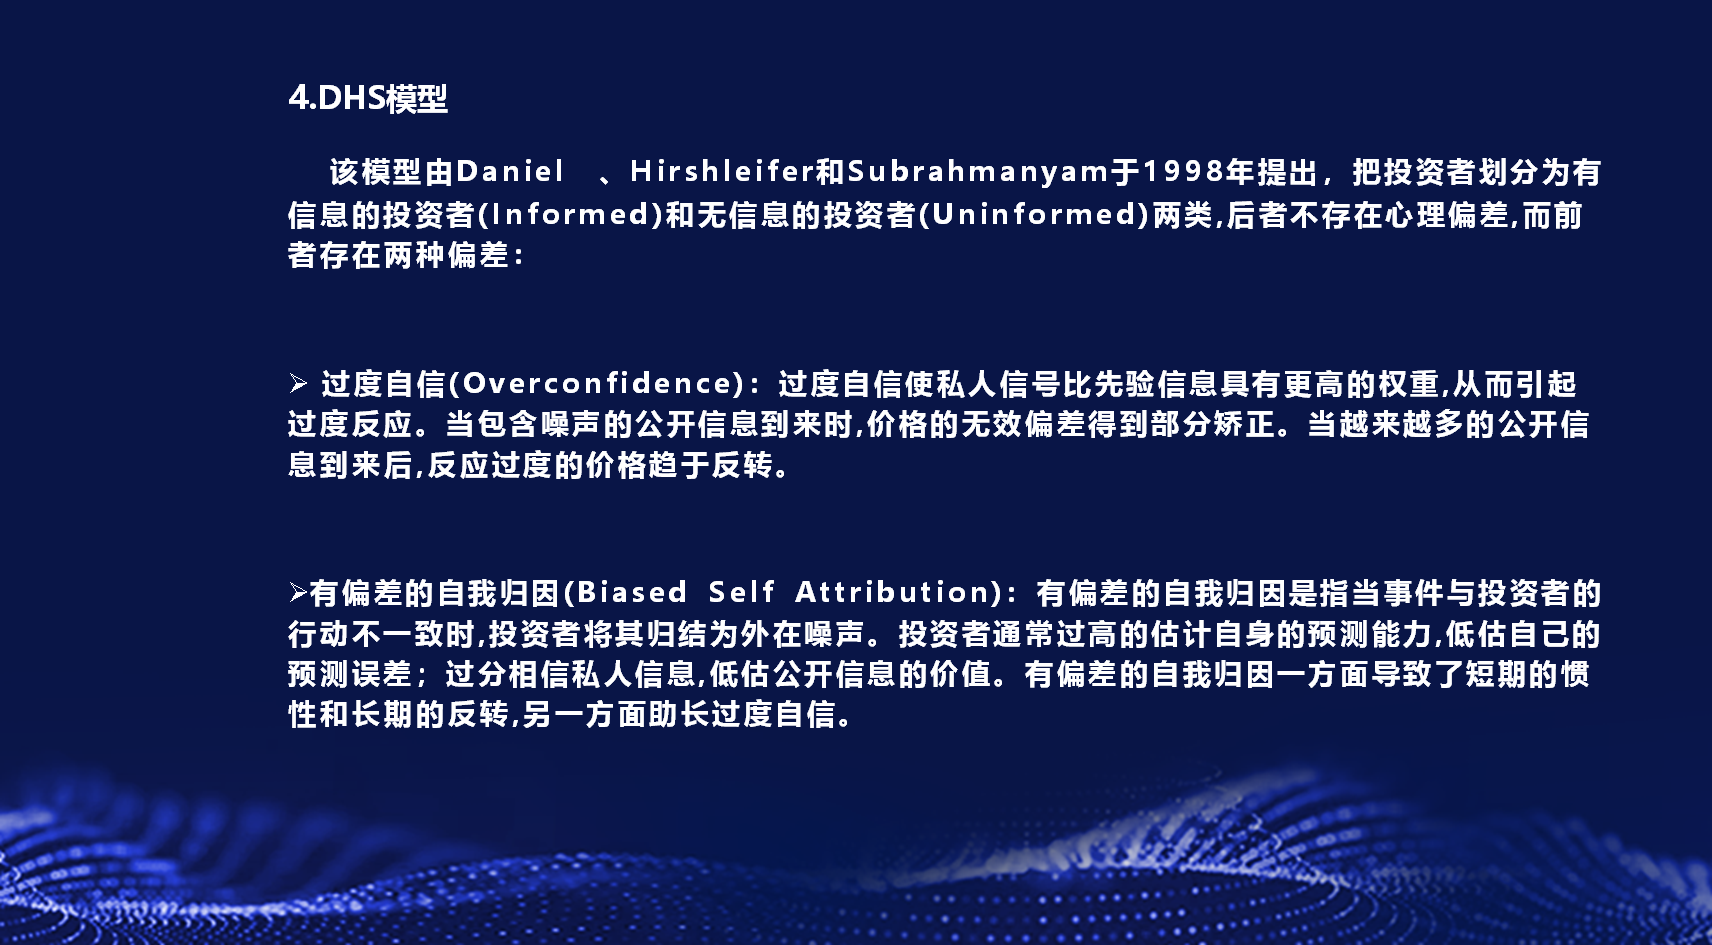 4.DHS模型
该模型由Daniel 、Hirshleifer和Subrahmanyam于1998年提出，把投资者划分为有
信息的投资者(Informed)和无信息的投资者(Uninformed)两类,后者不存在心理偏差,而前
者存在两种偏差：
➢ 过度自信(Overconfidence)：过度自信使私人信号比先验信息具有更高的权重,从而引起
过度反应。当包含噪声的公开信息到来时,价格的无效偏差得到部分矫正。当越来越多的公开信
息到来后,反应过度的价格趋于反转。
➢有偏差的自我归因(Biased Self Attribution)：有偏差的自我归因是指当事件与投资者的
行动不一致时,投资者将其归结为外在噪声。投资者通常过高的估计自身的预测能力,低估自己的
预测误差；过分相信私人信息,低估公开信息的价值。有偏差的自我归因一方面导致了短期的惯
性和长期的反转,另一方面助长过度自信。